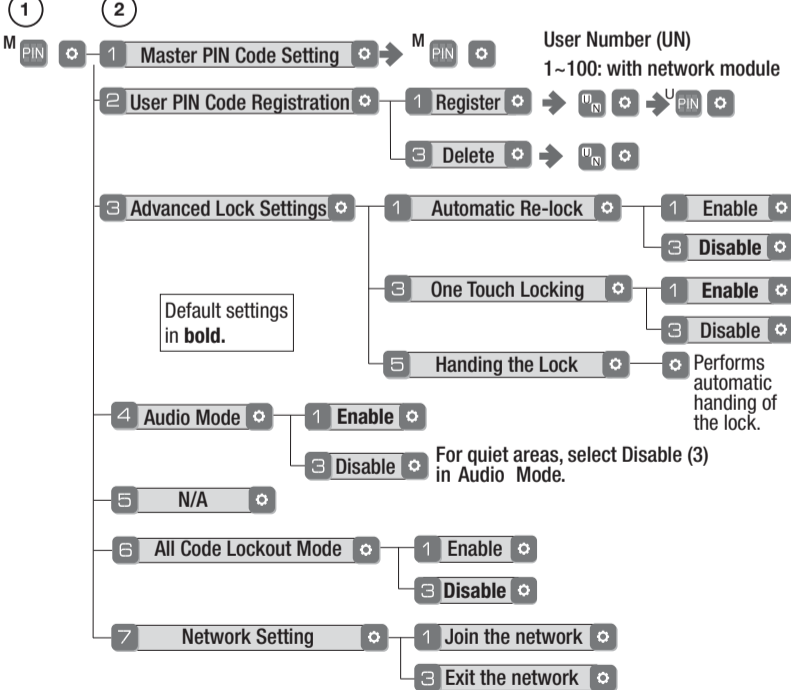 1 2
M PIN 1 Master PIN Code Setting M PIN
User Number (UN)
1~100: with network module
2 User PIN Code Registration 1 Register UN U PIN
3 Delete UN
3 Advanced Lock Settings 1 Automatic Re-lock 1 Enable
3 Disable
3 One Touch Locking 1 Enable
3 Disable
Default settings
in bold.
5 Handing the Lock Performs
automatic
handing of
the lock.
4 Audio Mode 1 Enable
3 Disable
For quiet areas, select Disable (3)
in Audio Mode.
5 N/A
6 All Code Lockout Mode 1 Enable
3 Disable
7 Network Setting 1 Join the network
3 Exit the network